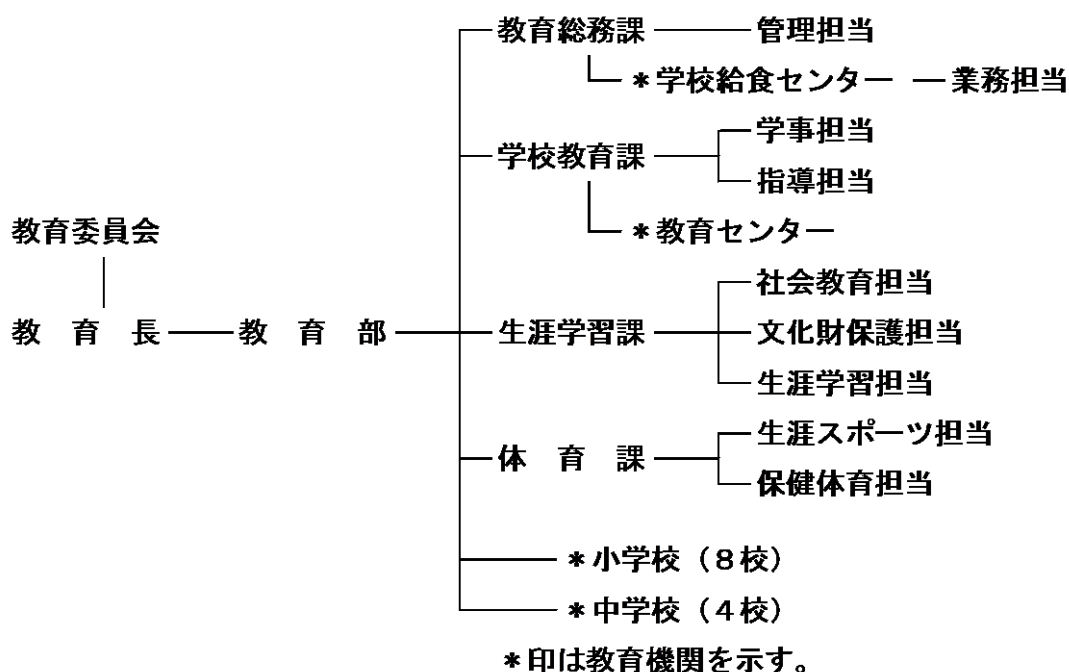 教育総務課 管理担当
＊学校給食センター 業務担当
学校教育課 学事担当
指導担当
教育委員会 ＊教育センター
社会教育担当
教　育　長 教　育　部 生涯学習課 文化財保護担当
生涯学習担当
体　育　課 生涯スポーツ担当
保健体育担当
＊小学校（８校）
＊中学校（４校）
＊印は教育機関を示す。